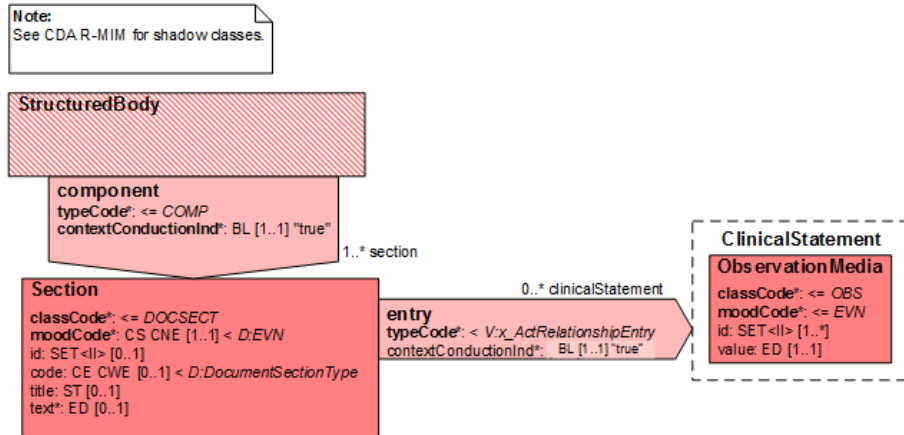 Note:
See CDA R-MIM for shadow classes.
StructuredBody
component
typeCode*: <= COMP
contextConductionInd*: BL [1..1] "true"
1..* section
Section
classCode*: <= DOCSECT
moodCode*: CS CNE [1..1] < D:EVN
id: SET<II> [0..1]
code: CE CWE [0..1] < D:DocumentSectionType
title: ST [0..1]
text*: ED [0..1]
0..* clinicalStatement
entry
typeCode*: < V:x_ActRelationshipEntry
contextConductionInd*: BL [1..1] "true"
ClinicalStatement
ObservationMedia
classCode*: <= OBS
moodCode*: <= EVN
id: SET<II> [1..*]
value: ED [1..1]